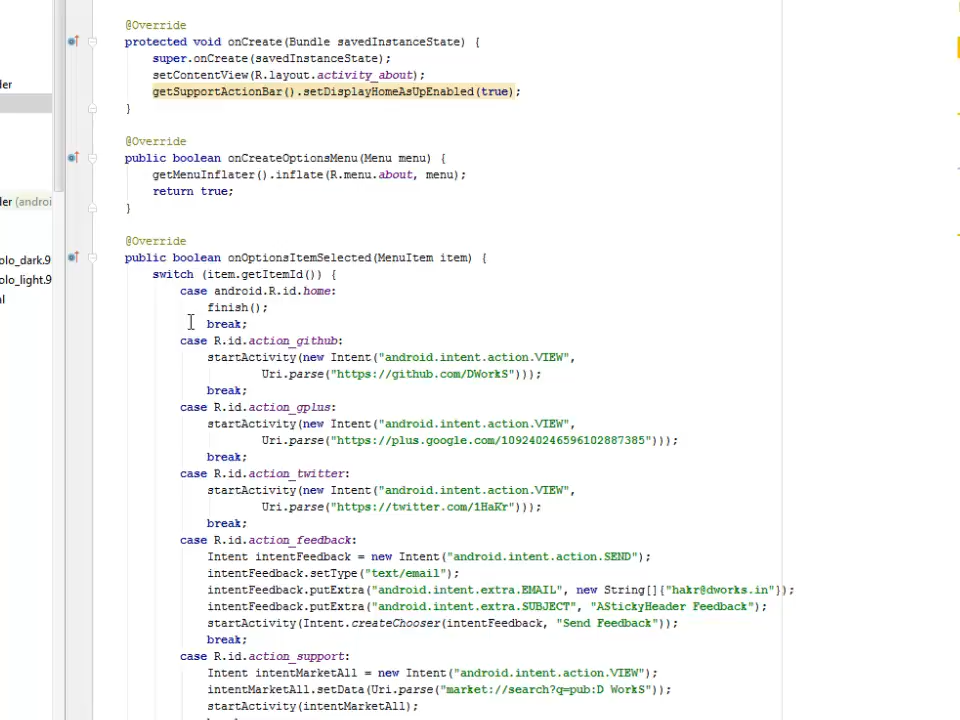 @Override
protected void onCreate(Bundle savedInstanceState) {
super.onCreate(savedInstanceState);
setContentView(R.layout.activity_about);
getSupportActionBar().setDisplayHomeAsUpEnabled(true);
}
@Override
public boolean onCreateOptionsMenu(Menu menu) {
getMenuInflater().inflate(R.menu.about, menu);
return true;
}
@Override
public boolean onOptionsItemSelected(MenuItem item) {
switch (item.getItemId()) {
case android.R.id.home:
finish();
break;
case R.id.action_github:
startActivity(new Intent("android.intent.action.VIEW",
Uri.parse("https://github.com/DWorkS")));
break;
case R.id.action_gplus:
startActivity(new Intent("android.intent.action.VIEW",
Uri.parse("https://plus.google.com/109240246596102887385")));
break;
case R.id.action_twitter:
startActivity(new Intent("android.intent.action.VIEW",
Uri.parse("https://twitter.com/1HaKr")));
break;
case R.id.action_feedback:
Intent intentFeedback = new Intent("android.intent.action.SEND");
intentFeedback.setType("text/email");
intentFeedback.putExtra("android.intent.extra.EMAIL", new String[]{"hakr@dworks.in"});
intentFeedback.putExtra("android.intent.extra.SUBJECT", "AStickyHeader Feedback");
startActivity(Intent.createChooser(intentFeedback, "Send Feedback"));
break;
case R.id.action_support:
Intent intentMarketAll = new Intent("android.intent.action.VIEW");
intentMarketAll.setData(Uri.parse("market://search?q=pub:D WorkS"));
startActivity(intentMarketAll);
der
der (androi
olo_dark.9
olo_light.9
al